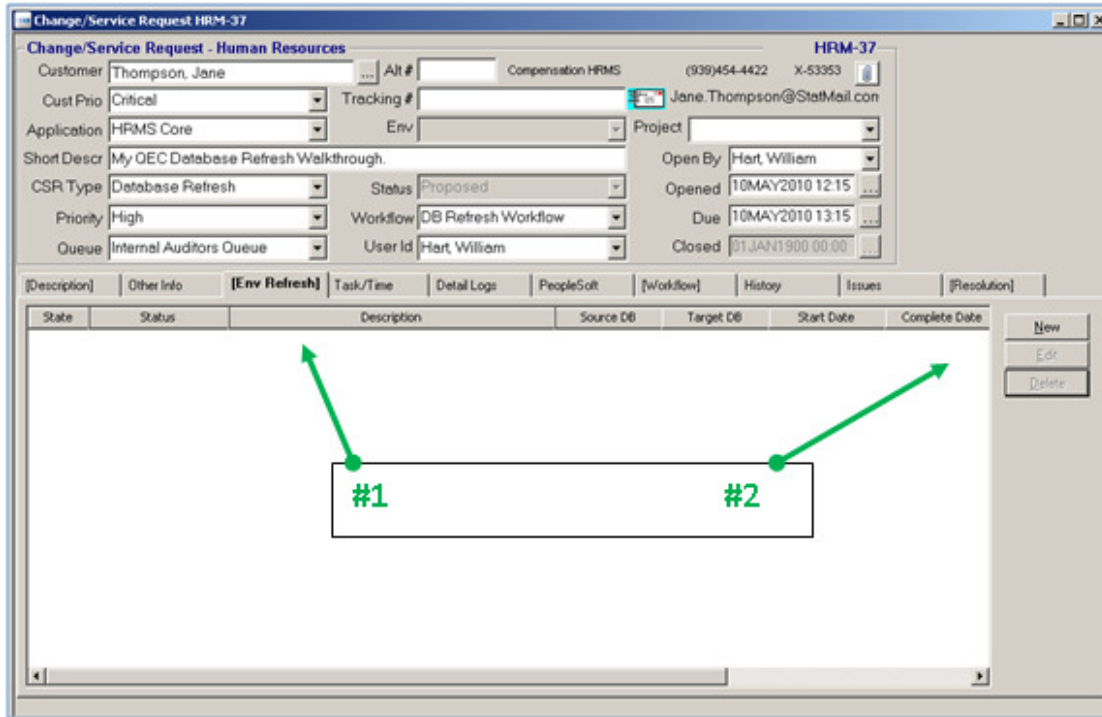 Change/Service Request HRM-37
Change/Service Request - Human Resources HRM-37
Customer Thompson, Jane ... Alt # Compensation HRMS (939)454-4422 X-53353
Cust Prio Critical Tracking # Jane.Thompson@StatMail.con
Application HRMS Core Env Project
Short Descr My QEC Database Refresh Walkthrough. Open By Hart, William
CSR Type Database Refresh Status Proposed Opened 10MAY2010 12:15 ...
Priority High Workflow DB Refresh Workflow Due 10MAY2010 13:15 ...
Queue Internal Auditors Queue User Id Hart, William Closed 01JAN1900 00:00 ...
[Description] Other Info [Env Refresh] Task/Time Detail Logs PeopleSoft [Workflow] History Issues [Resolution]
State Status Description Source DB Target DB Start Date Complete Date New
Edit
Delete
#1 #2